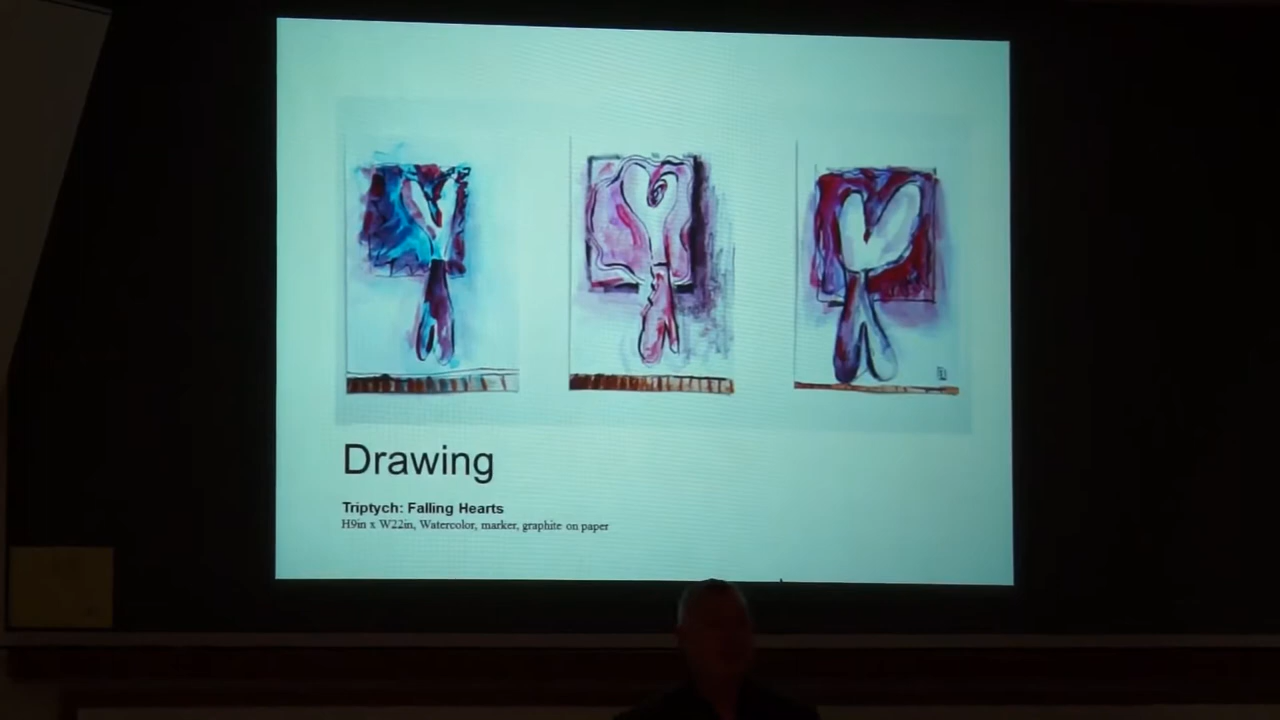 Drawing
Triptych: Falling Hearts
H9in x W22in, Watercolor, marker, graphite on paper